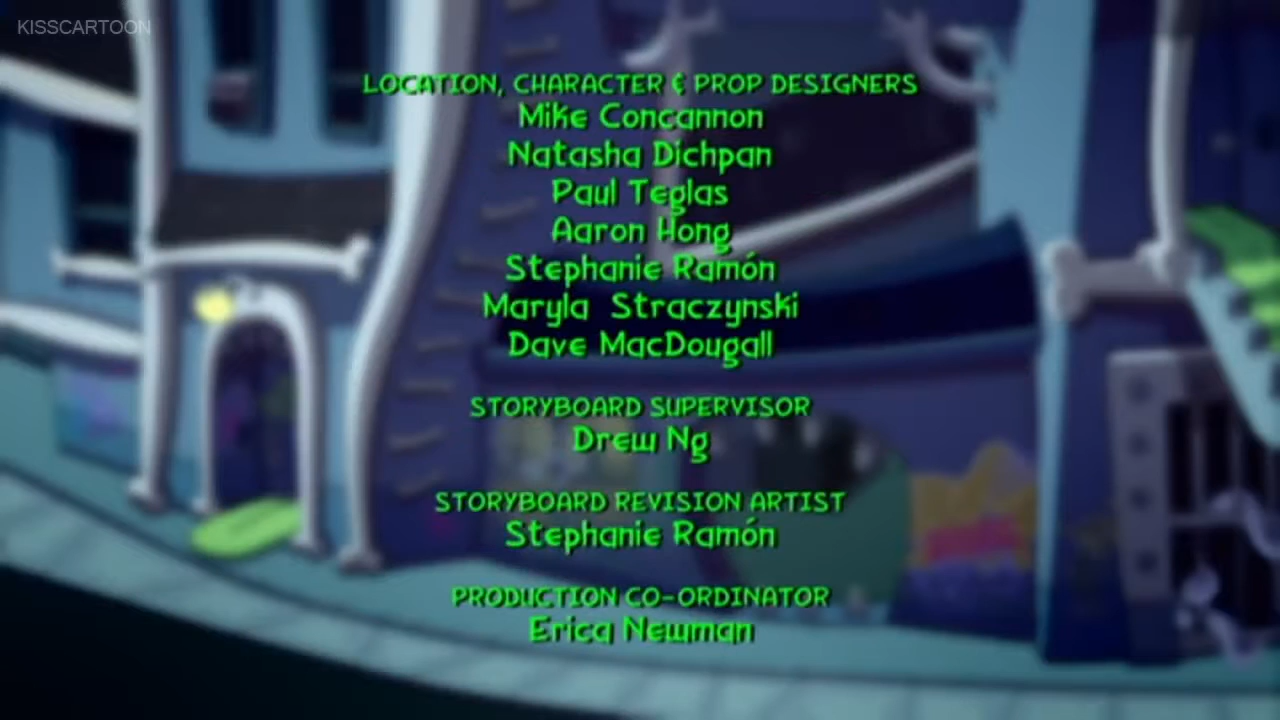 KISSCARTOON
LOCATION, CHARACTER & PROP DESIGNERS
Mike Concannon
Natasha Dichpan
Paul Teglas
Aaron Hong
Stephanie Ramón
Maryla Straczynski
Dave MacDougall
STORYBOARD SUPERVISOR
Drew Ng
STORYBOARD REVISION ARTIST
Stephanie Ramón
PRODUCTION CO-ORDINATOR
Erica Newman